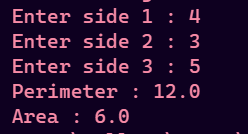 Enter side 1 : 4
Enter side 2 : 3
Enter side 3 : 5
Perimeter : 12.0
Area : 6.0